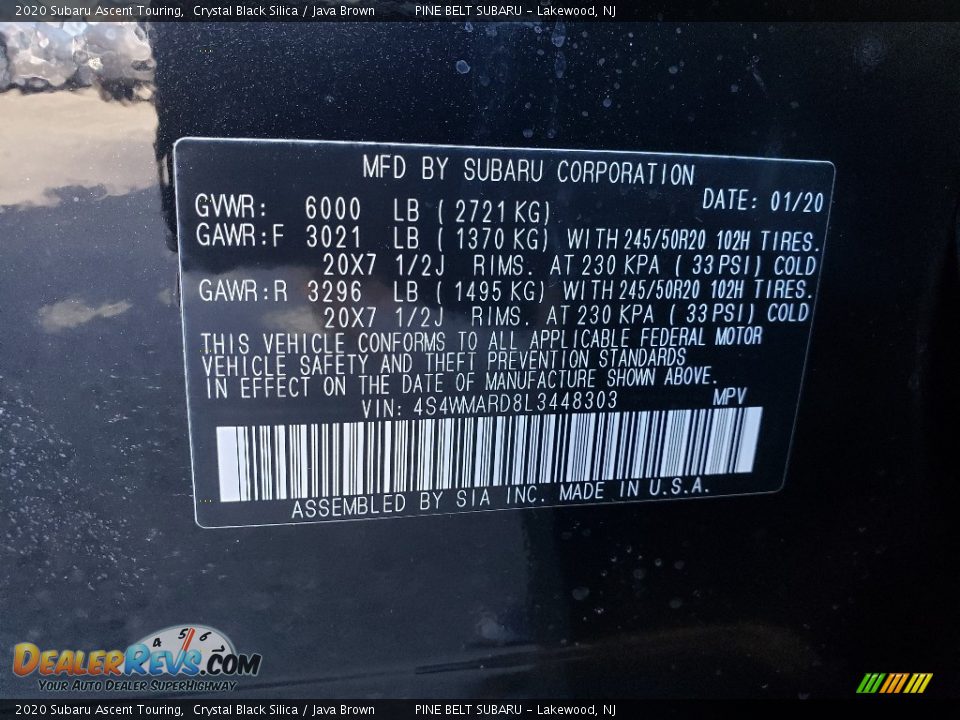 2020 Subaru Ascent Touring, Crystal Black Silica / Java Brown PINE BELT SUBARU - Lakewood, NJ
MFD BY SUBARU CORPORATION
GVWR: 6000 LB ( 2721 KG) DATE: 01/20
GAWR:F 3021 LB ( 1370 KG) WITH 245/50R20 102H TIRES.
20X7 1/2J RIMS. AT 230 KPA ( 33 PSI) COLD
GAWR:R 3296 LB ( 1495 KG) WITH 245/50R20 102H TIRES.
20X7 1/2J RIMS. AT 230 KPA ( 33 PSI) COLD
THIS VEHICLE CONFORMS TO ALL APPLICABLE FEDERAL MOTOR
VEHICLE SAFETY AND THEFT PREVENTION STANDARDS
IN EFFECT ON THE DATE OF MANUFACTURE SHOWN ABOVE.
VIN: 4S4WMARD8L3448303 MPV
ASSEMBLED BY SIA INC. MADE IN U.S.A.
4 5 6 7
DEALERREVS.COM
YOUR AUTO DEALER SUPERHIGHWAY
2020 Subaru Ascent Touring, Crystal Black Silica / Java Brown PINE BELT SUBARU - Lakewood, NJ